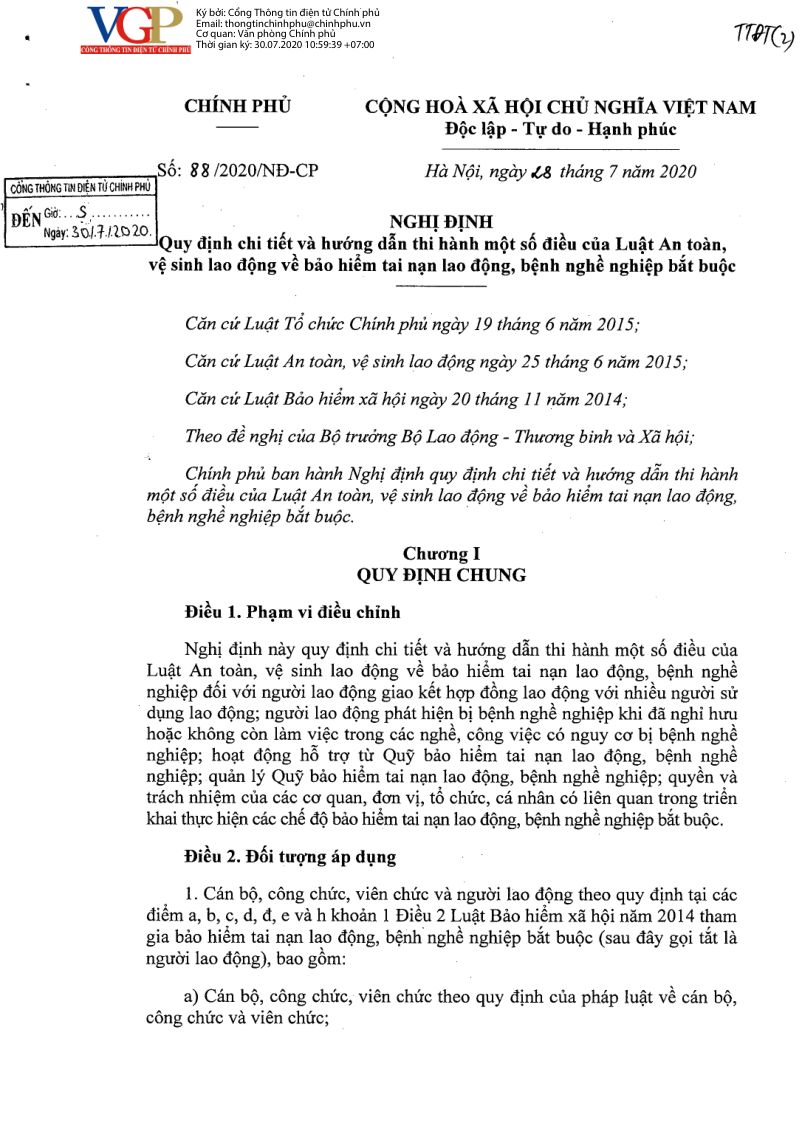 VGP
CỔNG THÔNG TIN ĐIỆN TỬ CHÍNH PHỦ
Ký bởi: Cổng Thông tin điện tử Chính phủ
Email: thongtinchinhphu@chinhphu.vn
Cơ quan: Văn phòng Chính phủ
Thời gian ký: 30.07.2020 10:59:39 +07:00
TTĐT(2)
CHÍNH PHỦ
CỘNG HOÀ XÃ HỘI CHỦ NGHĨA VIỆT NAM
Độc lập - Tự do - Hạnh phúc
Số: 88/2020/NĐ-CP
Hà Nội, ngày 28 tháng 7 năm 2020
CỔNG THÔNG TIN ĐIỆN TỬ CHÍNH PHỦ
ĐẾN Giờ: ...S...........
Ngày: 30/7/2020.
NGHỊ ĐỊNH
Quy định chi tiết và hướng dẫn thi hành một số điều của Luật An toàn,
vệ sinh lao động về bảo hiểm tai nạn lao động, bệnh nghề nghiệp bắt buộc
Căn cứ Luật Tổ chức Chính phủ ngày 19 tháng 6 năm 2015;
Căn cứ Luật An toàn, vệ sinh lao động ngày 25 tháng 6 năm 2015;
Căn cứ Luật Bảo hiểm xã hội ngày 20 tháng 11 năm 2014;
Theo đề nghị của Bộ trưởng Bộ Lao động - Thương binh và Xã hội;
Chính phủ ban hành Nghị định quy định chi tiết và hướng dẫn thi hành
một số điều của Luật An toàn, vệ sinh lao động về bảo hiểm tai nạn lao động,
bệnh nghề nghiệp bắt buộc.
Chương I
QUY ĐỊNH CHUNG
Điều 1. Phạm vi điều chỉnh
Nghị định này quy định chi tiết và hướng dẫn thi hành một số điều của
Luật An toàn, vệ sinh lao động về bảo hiểm tai nạn lao động, bệnh nghề
nghiệp đối với người lao động giao kết hợp đồng lao động với nhiều người sử
dụng lao động; người lao động phát hiện bị bệnh nghề nghiệp khi đã nghỉ hưu
hoặc không còn làm việc trong các nghề, công việc có nguy cơ bị bệnh nghề
nghiệp; hoạt động hỗ trợ từ Quỹ bảo hiểm tai nạn lao động, bệnh nghề
nghiệp; quản lý Quỹ bảo hiểm tai nạn lao động, bệnh nghề nghiệp; quyền và
trách nhiệm của các cơ quan, đơn vị, tổ chức, cá nhân có liên quan trong triển
khai thực hiện các chế độ bảo hiểm tai nạn lao động, bệnh nghề nghiệp bắt buộc.
Điều 2. Đối tượng áp dụng
1. Cán bộ, công chức, viên chức và người lao động theo quy định tại các
điểm a, b, c, d, đ, e và h khoản 1 Điều 2 Luật Bảo hiểm xã hội năm 2014 tham
gia bảo hiểm tai nạn lao động, bệnh nghề nghiệp bắt buộc (sau đây gọi tắt là
người lao động), bao gồm:
a) Cán bộ, công chức, viên chức theo quy định của pháp luật về cán bộ,
công chức và viên chức;